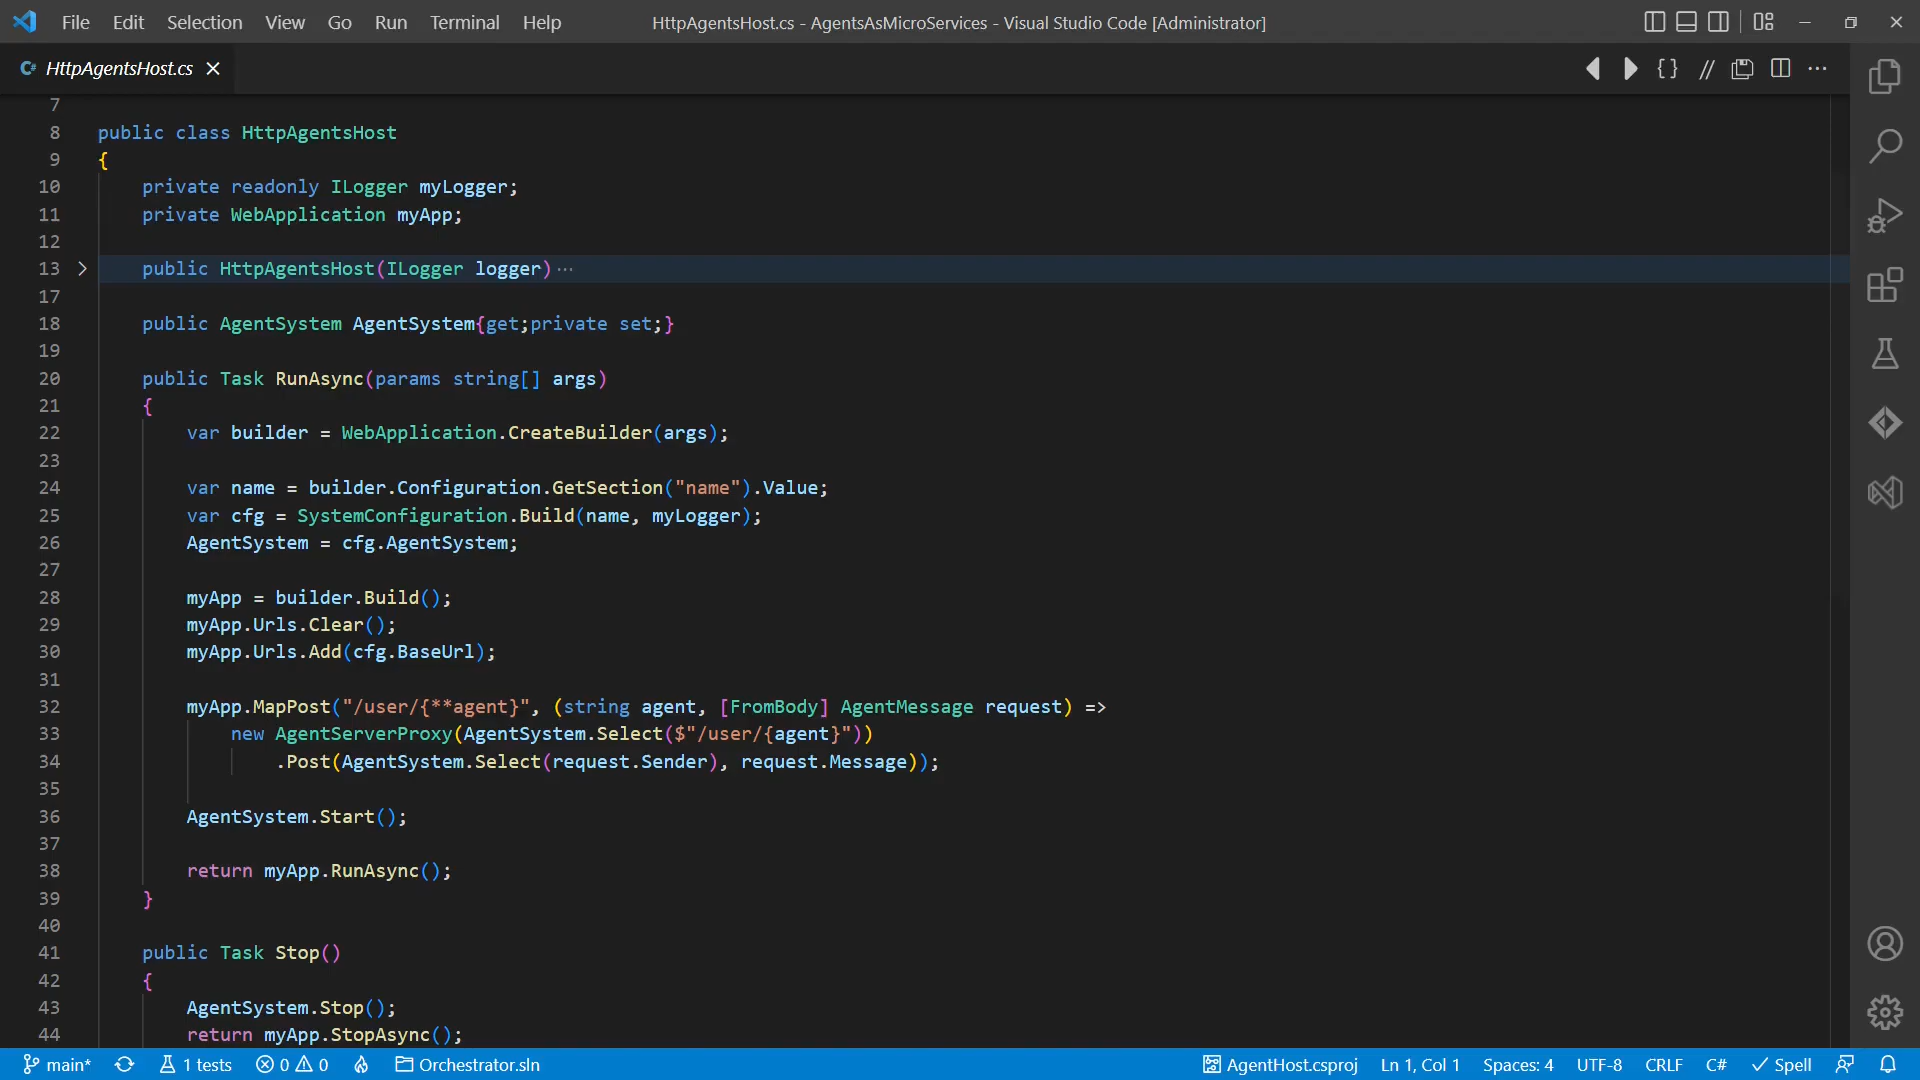 File Edit Selection View Go Run Terminal Help HttpAgentsHost.cs - AgentsAsMicroServices - Visual Studio Code [Administrator]
C# HttpAgentsHost.cs
7
8 public class HttpAgentsHost
9 {
10 private readonly ILogger myLogger;
11 private WebApplication myApp;
12
13 public HttpAgentsHost(ILogger logger)···
17
18 public AgentSystem AgentSystem{get;private set;}
19
20 public Task RunAsync(params string[] args)
21 {
22 var builder = WebApplication.CreateBuilder(args);
23
24 var name = builder.Configuration.GetSection("name").Value;
25 var cfg = SystemConfiguration.Build(name, myLogger);
26 AgentSystem = cfg.AgentSystem;
27
28 myApp = builder.Build();
29 myApp.Urls.Clear();
30 myApp.Urls.Add(cfg.BaseUrl);
31
32 myApp.MapPost("/user/{**agent}", (string agent, [FromBody] AgentMessage request) =>
33 new AgentServerProxy(AgentSystem.Select($"/user/{agent}"))
34 .Post(AgentSystem.Select(request.Sender), request.Message));
35
36 AgentSystem.Start();
37
38 return myApp.RunAsync();
39 }
40
41 public Task Stop()
42 {
43 AgentSystem.Stop();
44 return myApp.StopAsync();
main* 1 tests 0 0 Orchestrator.sln AgentHost.csproj Ln 1, Col 1 Spaces: 4 UTF-8 CRLF C# Spell